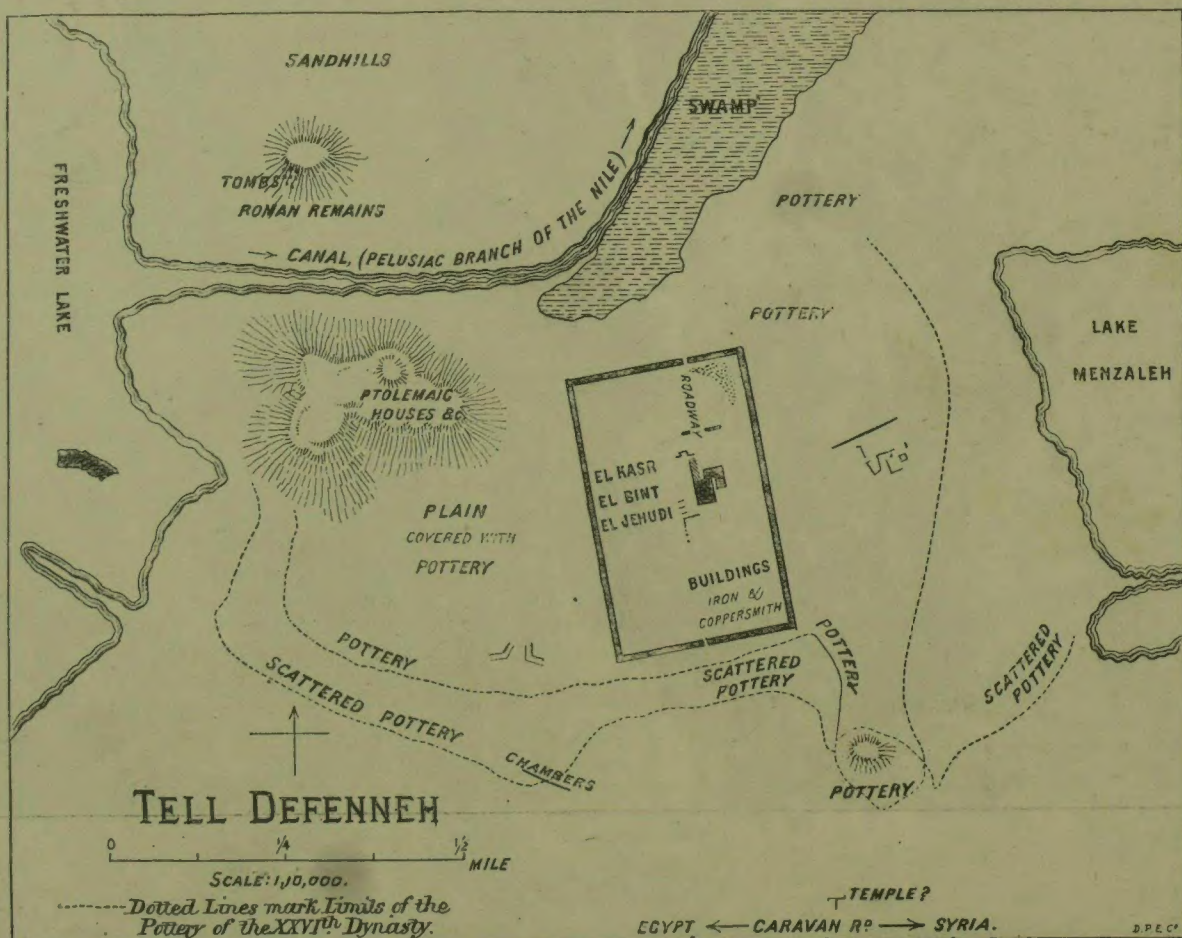 SANDHILLS
SWAMP
TOMBS
ROMAN REMAINS
FRESHWATER LAKE
→ CANAL, (PELUSIAC BRANCH OF THE NILE) →
POTTERY
POTTERY
LAKE
MENZALEH
PTOLEMAIC
HOUSES &c.
ROADWAY
EL KASR
EL BINT
EL JEHUDI
PLAIN
COVERED WITH
POTTERY
BUILDINGS
IRON &
COPPERSMITH
POTTERY
SCATTERED POTTERY
SCATTERED
POTTERY
POTTERY
SCATTERED
POTTERY
CHAMBERS
POTTERY
TELL DEFENNEH
0 1/4 1/2 MILE
SCALE: 1/10,000.
Dotted Lines mark Limits of the
Pottery of the XXVIth Dynasty.
TEMPLE?
EGYPT ← CARAVAN RD → SYRIA.
D.P.E.Co